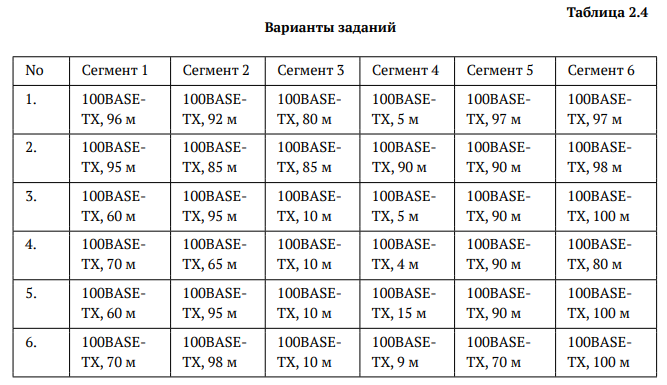 Таблица 2.4
Варианты заданий
No Сегмент 1 Сегмент 2 Сегмент 3 Сегмент 4 Сегмент 5 Сегмент 6
1. 100BASE- 100BASE- 100BASE- 100BASE- 100BASE- 100BASE-
TX, 96 м TX, 92 м TX, 80 м TX, 5 м TX, 97 м TX, 97 м
2. 100BASE- 100BASE- 100BASE- 100BASE- 100BASE- 100BASE-
TX, 95 м TX, 85 м TX, 85 м TX, 90 м TX, 90 м TX, 98 м
3. 100BASE- 100BASE- 100BASE- 100BASE- 100BASE- 100BASE-
TX, 60 м TX, 95 м TX, 10 м TX, 5 м TX, 90 м TX, 100 м
4. 100BASE- 100BASE- 100BASE- 100BASE- 100BASE- 100BASE-
TX, 70 м TX, 65 м TX, 10 м TX, 4 м TX, 90 м TX, 80 м
5. 100BASE- 100BASE- 100BASE- 100BASE- 100BASE- 100BASE-
TX, 60 м TX, 95 м TX, 10 м TX, 15 м TX, 90 м TX, 100 м
6. 100BASE- 100BASE- 100BASE- 100BASE- 100BASE- 100BASE-
TX, 70 м TX, 98 м TX, 10 м TX, 9 м TX, 70 м TX, 100 м